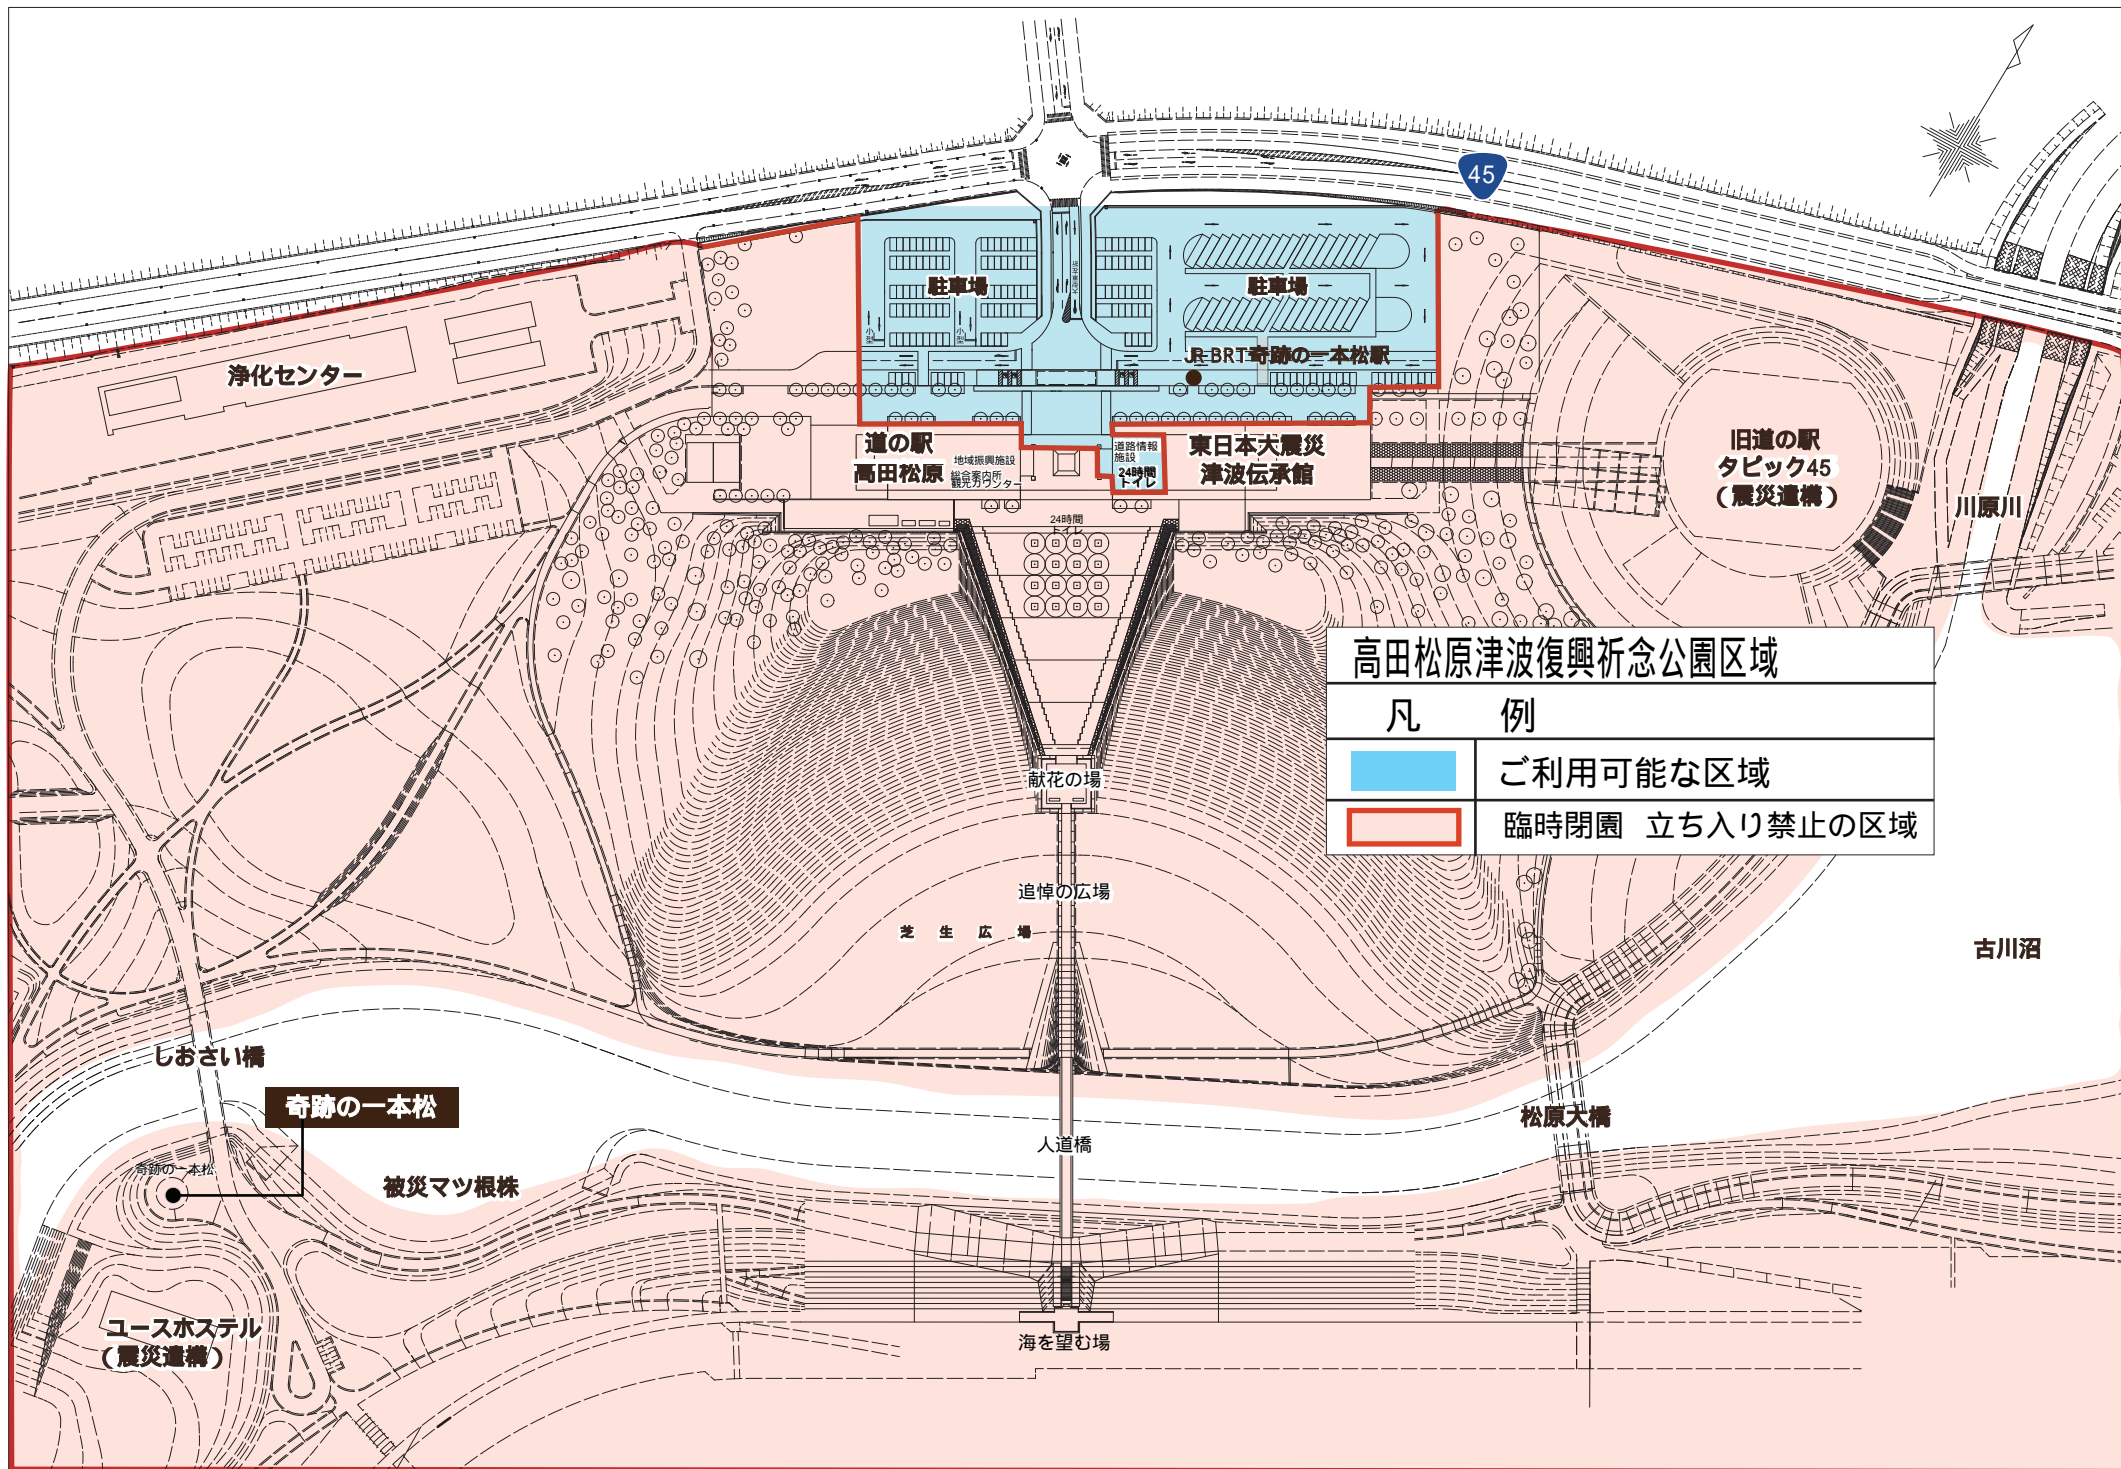 45
駐車場
駐車場
小型
小型
JR BRT奇跡の一本松駅
浄化センター
道の駅
高田松原
地域振興施設
総合案内所
観光カウンター
道路情報
施設
24時間
トイレ
東日本大震災
津波伝承館
旧道の駅
タピック45
（震災遺構）
川原川
24時間
トイレ
高田松原津波復興祈念公園区域
凡 例
ご利用可能な区域
臨時閉園 立ち入り禁止の区域
献花の場
追悼の広場
芝生広場
古川沼
しおさい橋
奇跡の一本松
松原大橋
人道橋
奇跡の一本松
被災マツ根株
ユースホステル
（震災遺構）
海を望む場